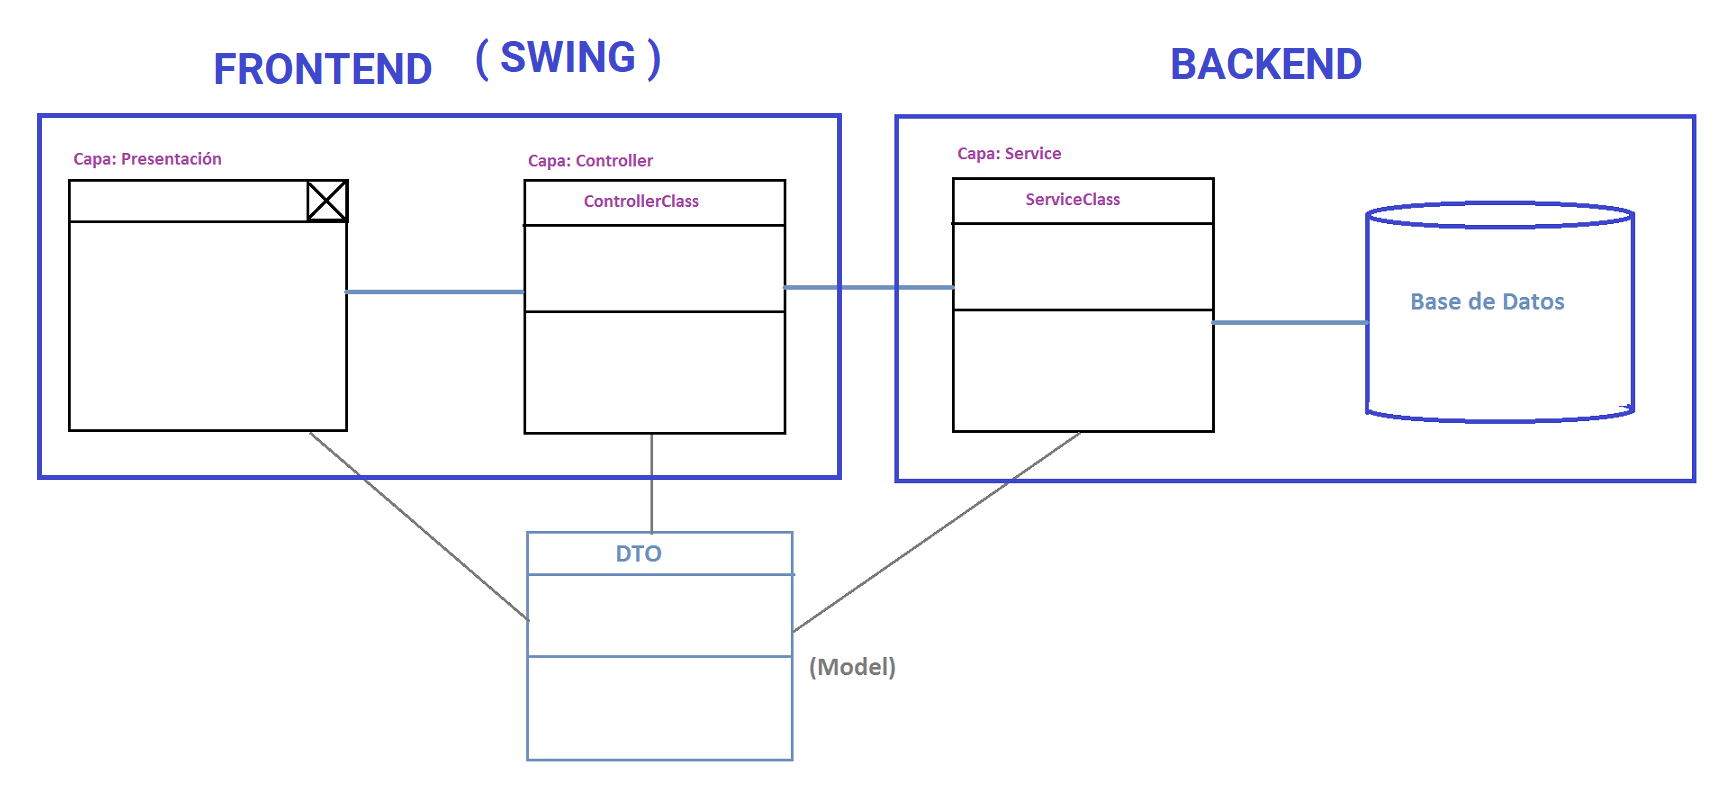 FRONTEND ( SWING )
BACKEND
Capa: Presentación
Capa: Controller
ControllerClass
Capa: Service
ServiceClass
Base de Datos
DTO
(Model)